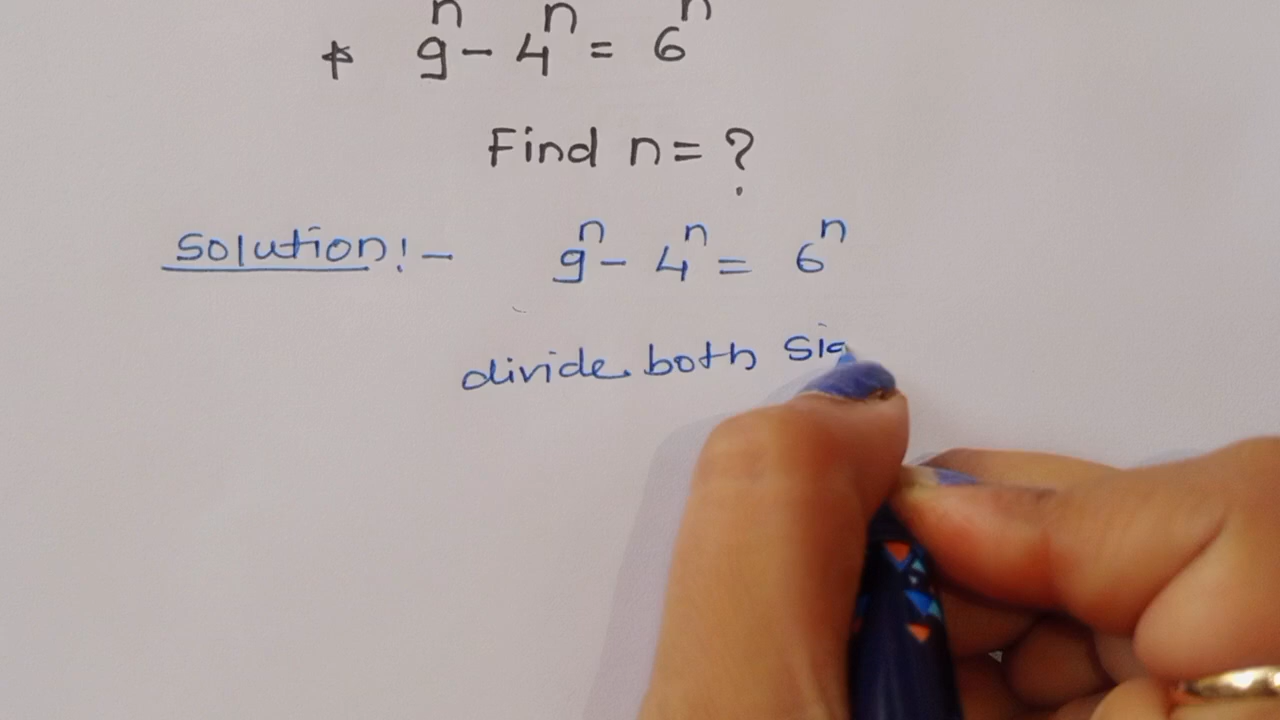 * 9ⁿ - 4ⁿ = 6ⁿ
Find n = ?
Solution:- 9ⁿ - 4ⁿ = 6ⁿ
divide both